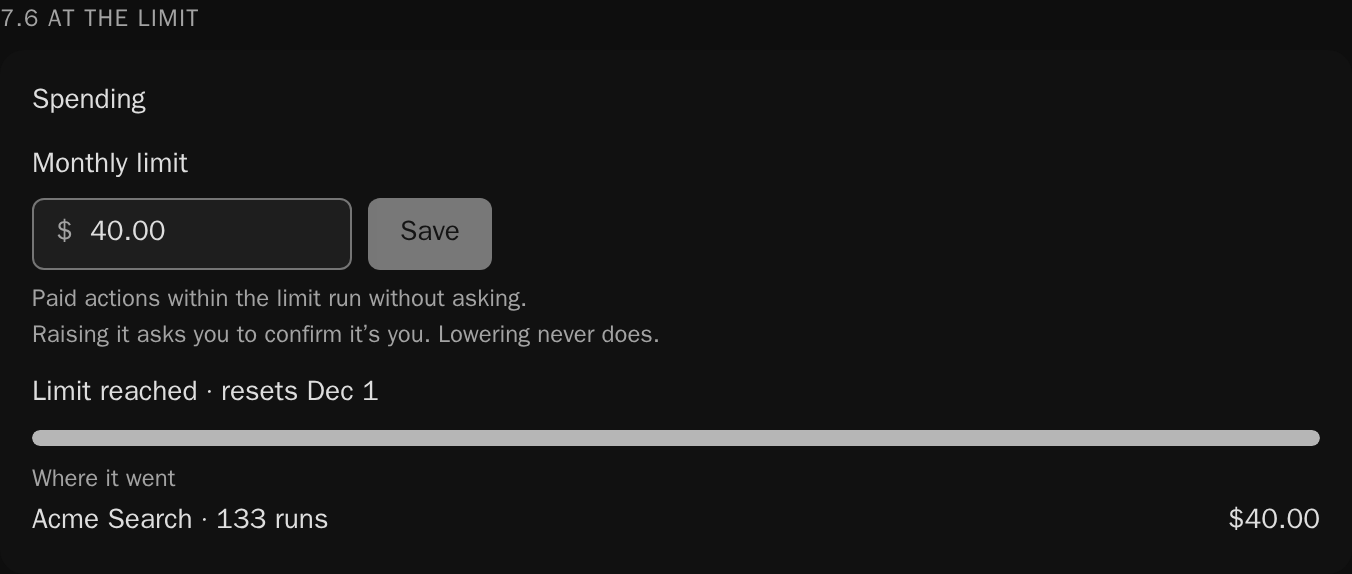 7.6 AT THE LIMIT
Spending
Monthly limit
$ 40.00 Save
Paid actions within the limit run without asking.
Raising it asks you to confirm it’s you. Lowering never does.
Limit reached · resets Dec 1
Where it went
Acme Search · 133 runs $40.00